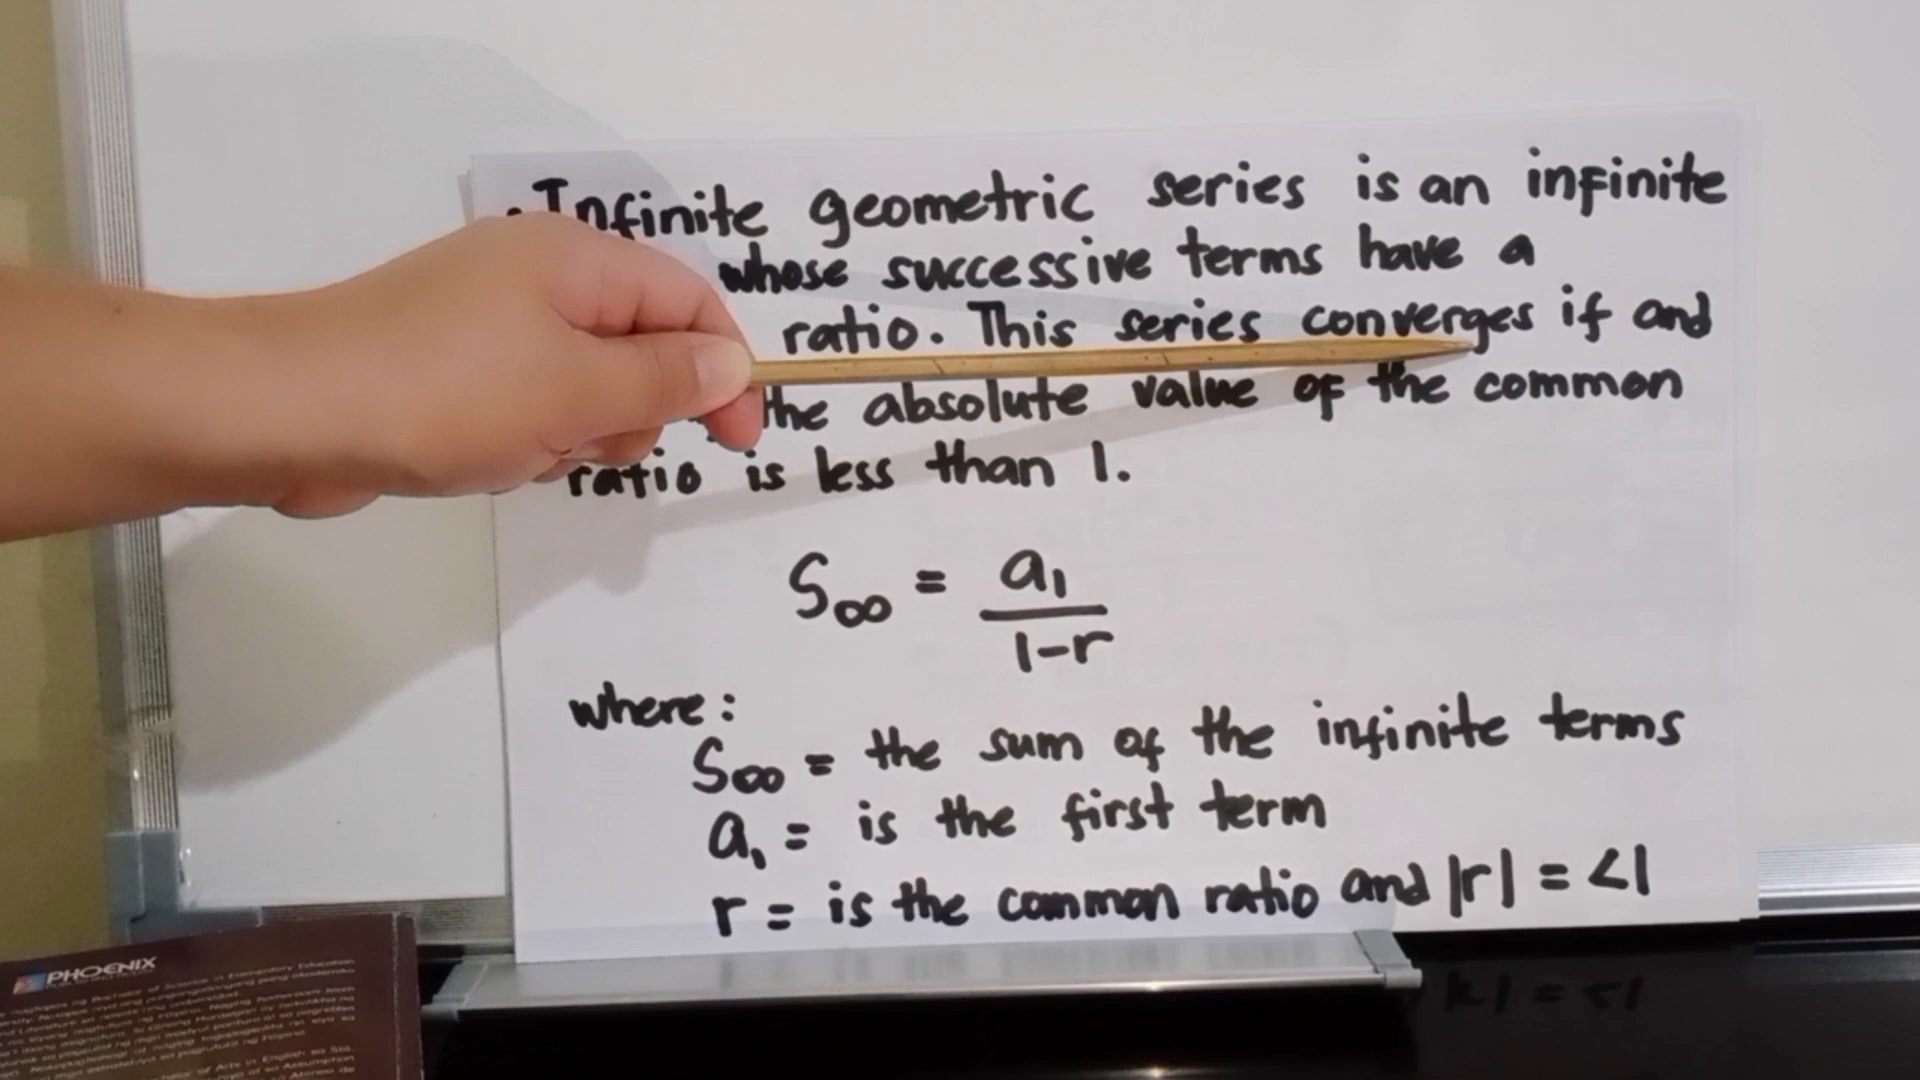 • Infinite geometric series is an infinite
whose successive terms have a
ratio. This series converges if and
the absolute value of the common
ratio is less than 1.
S∞ = a₁
1-r
where:
S∞ = the sum of the infinite terms
a₁ = is the first term
r = is the common ratio and |r| = <1
PHOENIX